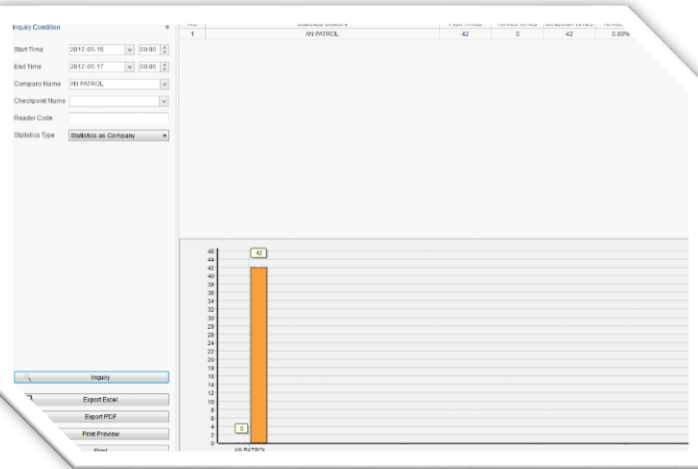 Inquiry Condition
Start Time 2017-05-15 00:00
End Time 2017-05-17 00:00
Company Name AN PATROL
Checkpoint Name
Reader Code
Statistics Type Statistics as Company
Inquiry
Export Excel
Export PDF
Print Preview
1 AN PATROL 42 0 42 0.00%
46
44
42
40
38
36
34
32
30
28
26
24
22
20
18
16
14
12
10
8
6
4
2
0
42
0
AN PATROL